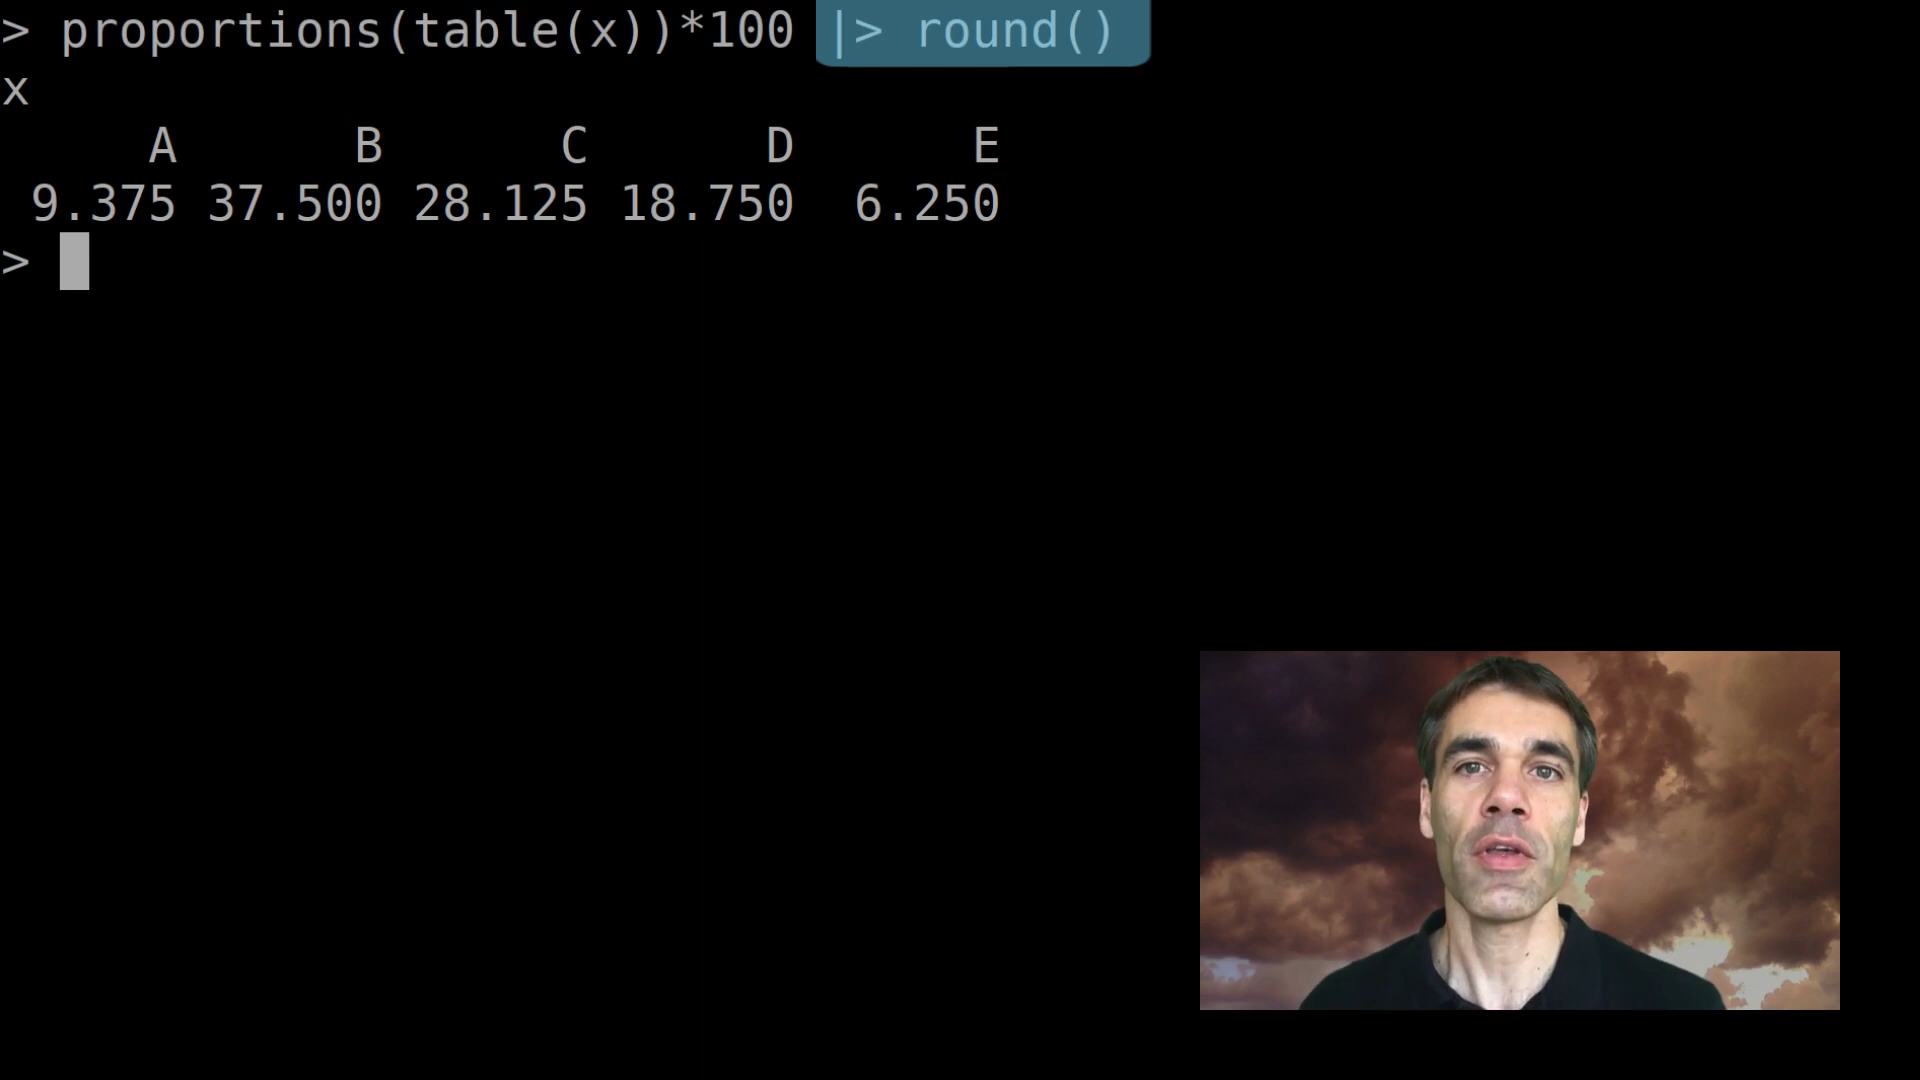 > proportions(table(x))*100 |> round()
x
A B C D E
9.375 37.500 28.125 18.750 6.250
>